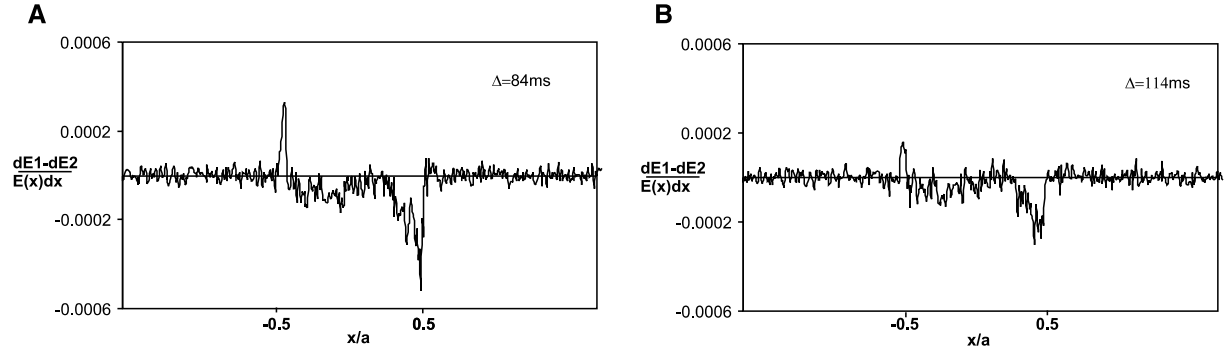 A
0.0006
Δ=84ms
0.0002
dE1-dE2
E(x)dx
-0.0002
-0.0006
-0.5
0.5
x/a
B
0.0006
Δ=114ms
0.0002
dE1-dE2
E(x)dx
-0.0002
-0.0006
-0.5
0.5
x/a